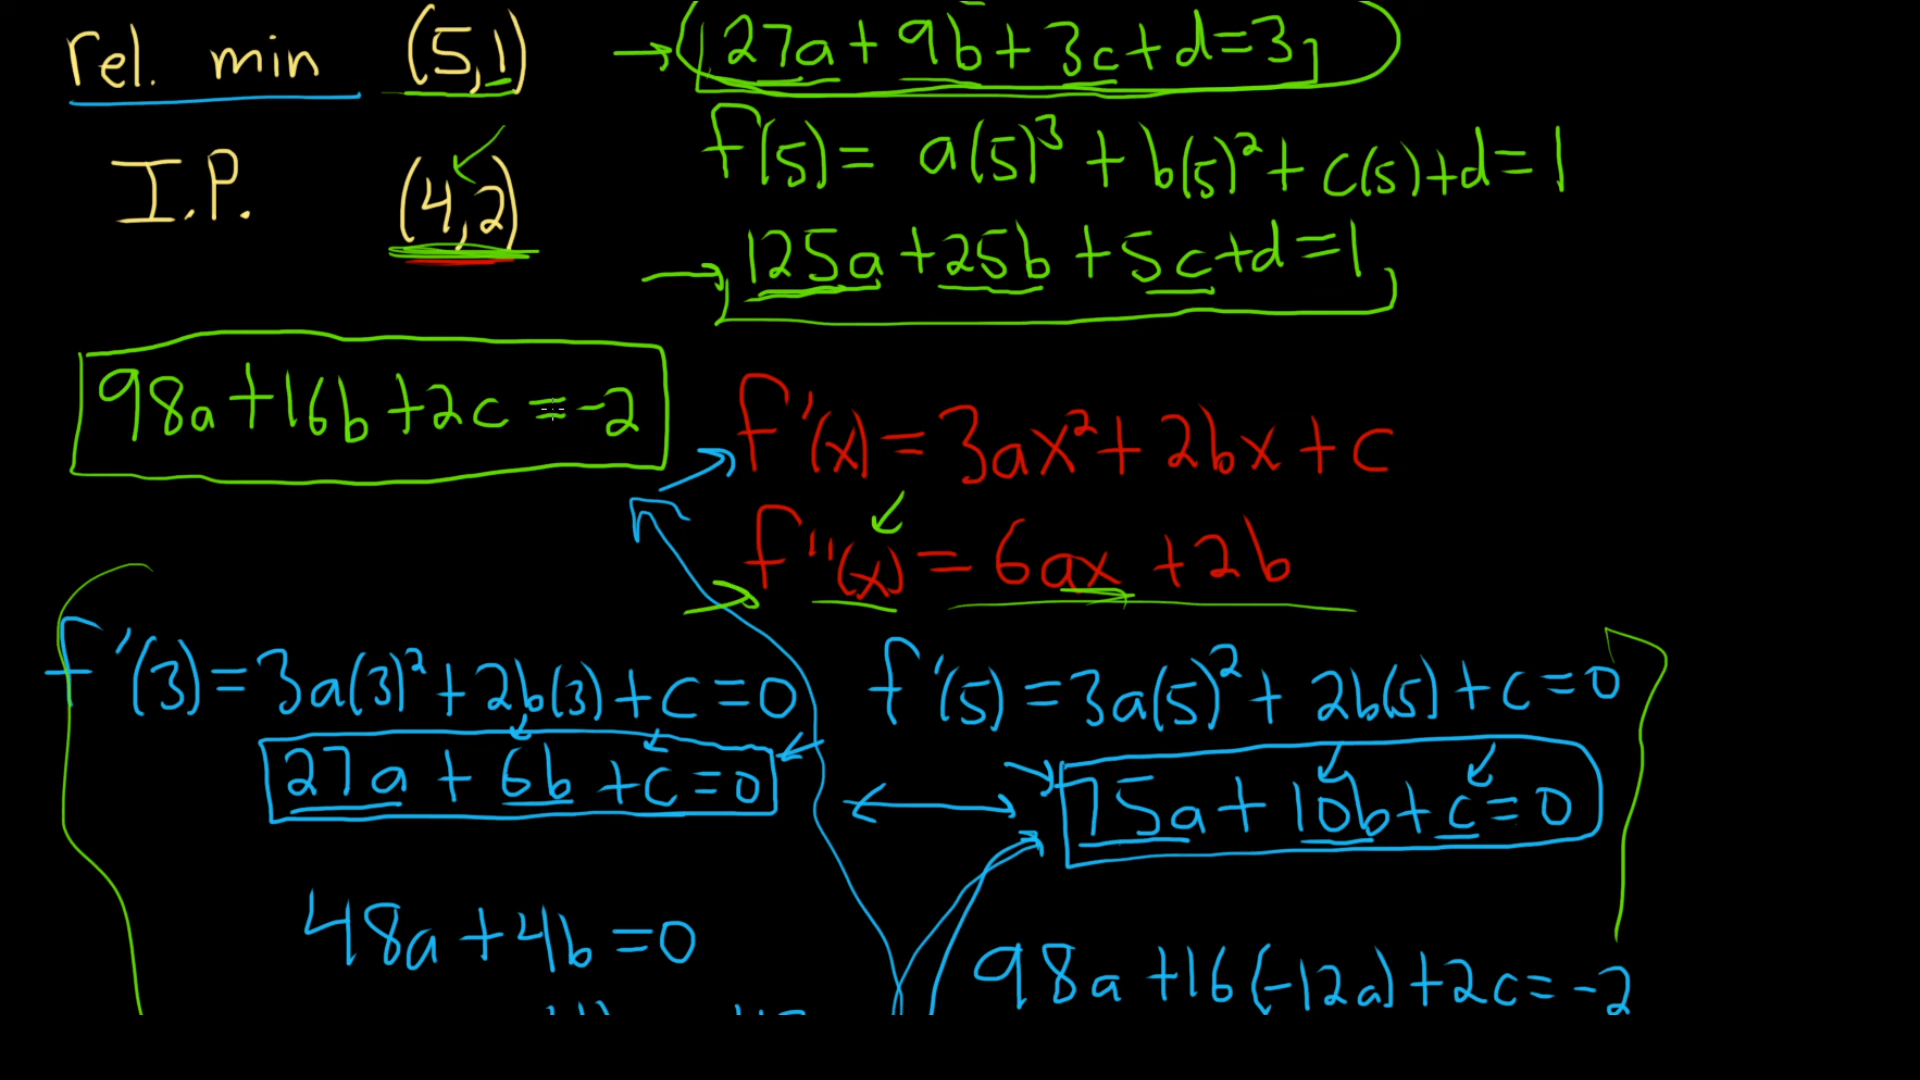 rel. min (5,1) → 27a + 9b + 3c + d = 3
I.P. (4,2)
f(5) = a(5)³ + b(5)² + c(5) + d = 1
→ 125a + 25b + 5c + d = 1
98a + 16b + 2c = -2
f'(x) = 3ax² + 2bx + c
f''(x) = 6ax + 2b
f'(3) = 3a(3)² + 2b(3) + c = 0
27a + 6b + c = 0
48a + 4b = 0
f'(5) = 3a(5)² + 2b(5) + c = 0
75a + 10b + c = 0
98a + 16(-12a) + 2c = -2